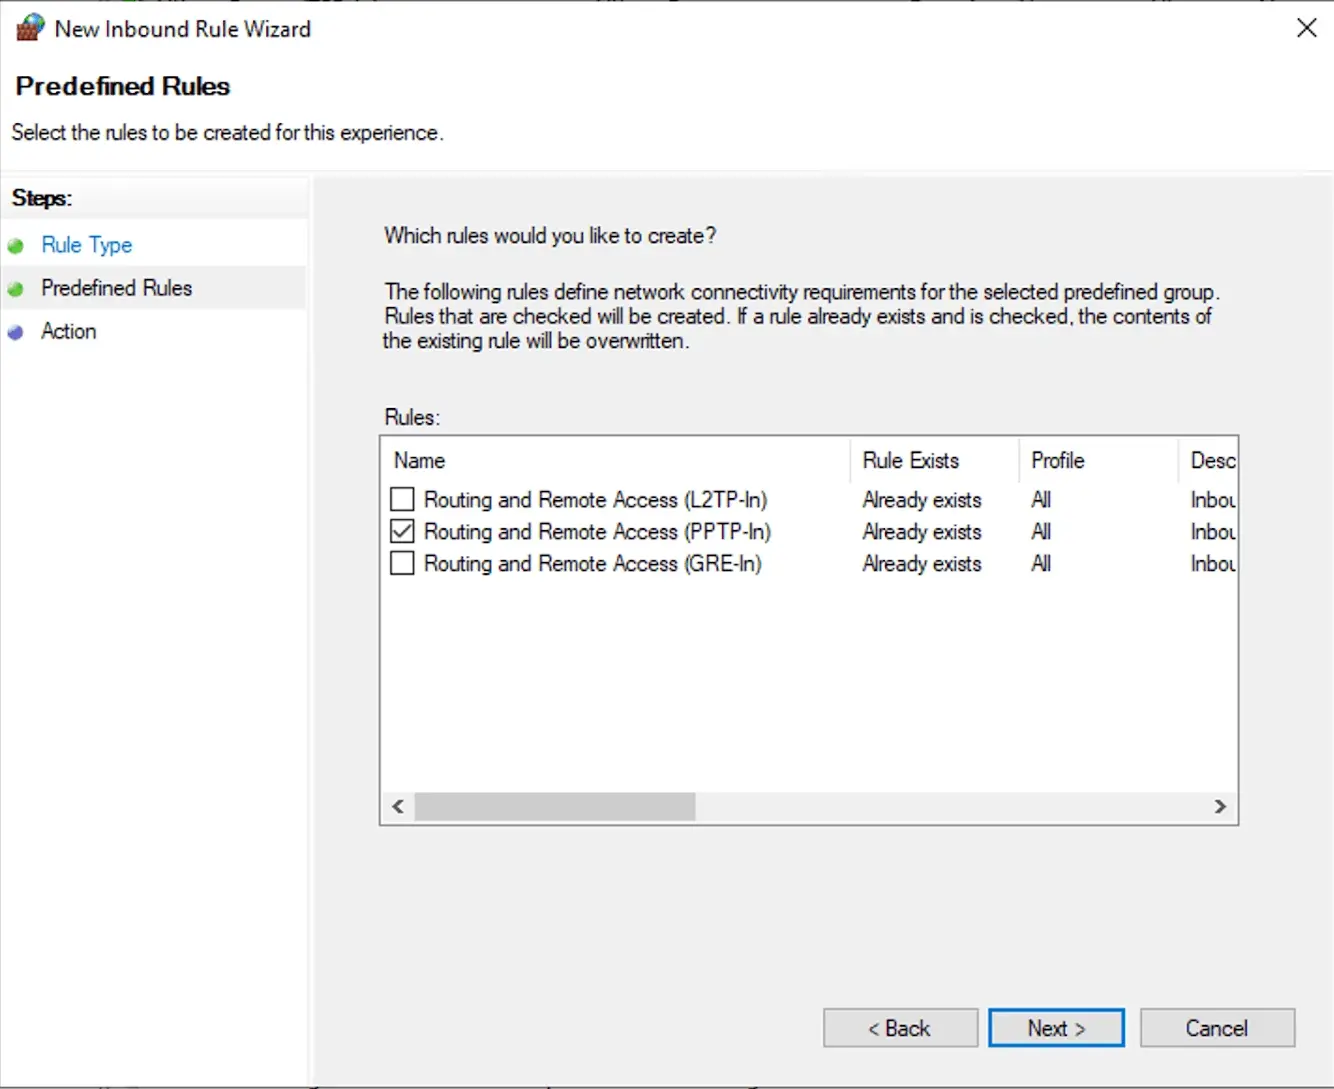 New Inbound Rule Wizard
Predefined Rules
Select the rules to be created for this experience.
Steps:
Rule Type
Predefined Rules
Action
Which rules would you like to create?
The following rules define network connectivity requirements for the selected predefined group.
Rules that are checked will be created. If a rule already exists and is checked, the contents of
the existing rule will be overwritten.
Rules:
Name Rule Exists Profile Desc
Routing and Remote Access (L2TP-In) Already exists All Inbou
Routing and Remote Access (PPTP-In) Already exists All Inbou
Routing and Remote Access (GRE-In) Already exists All Inbou
< Back Next > Cancel